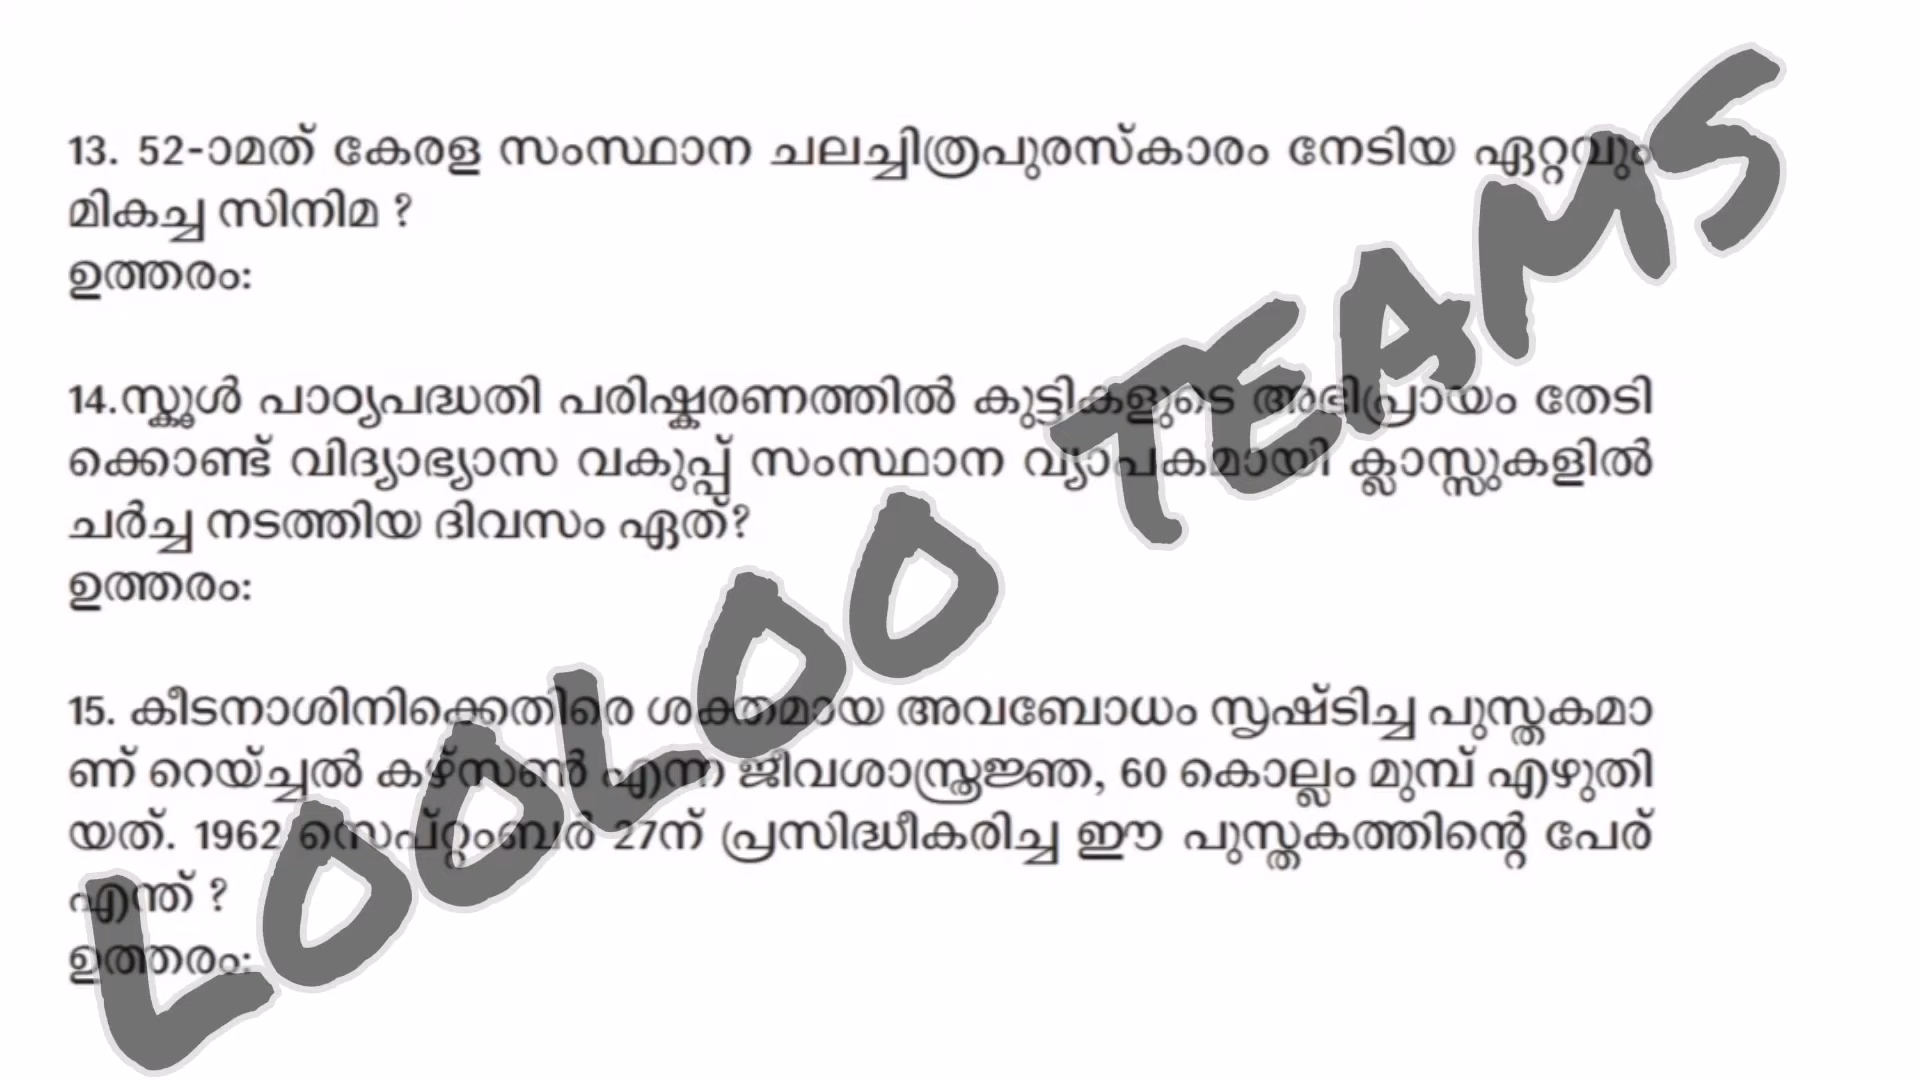 13. 52-ാമത് കേരള സംസ്ഥാന ചലച്ചിത്രപുരസ്കാരം നേടിയ ഏറ്റവും
മികച്ച സിനിമ ?
ഉത്തരം:
14.സ്കൂൾ പാഠ്യപദ്ധതി പരിഷ്കരണത്തിൽ കുട്ടികളുടെ അഭിപ്രായം തേടി
ക്കൊണ്ട് വിദ്യാഭ്യാസ വകുപ്പ് സംസ്ഥാന വ്യാപകമായി ക്ലാസ്സുകളിൽ
ചർച്ച നടത്തിയ ദിവസം ഏത്?
ഉത്തരം:
15. കീടനാശിനിക്കെതിരെ ശക്തമായ അവബോധം സൃഷ്ടിച്ച പുസ്തകമാ
ണ് റെയ്ച്ചൽ കഴ്സൺ എന്ന ജീവശാസ്ത്രജ്ഞ, 60 കൊല്ലം മുമ്പ് എഴുതി
യത്. 1962 സെപ്റ്റംബർ 27ന് പ്രസിദ്ധീകരിച്ച ഈ പുസ്തകത്തിന്റെ പേര്
എന്ത് ?
ഉത്തരം:
LOOLOO TEAMS